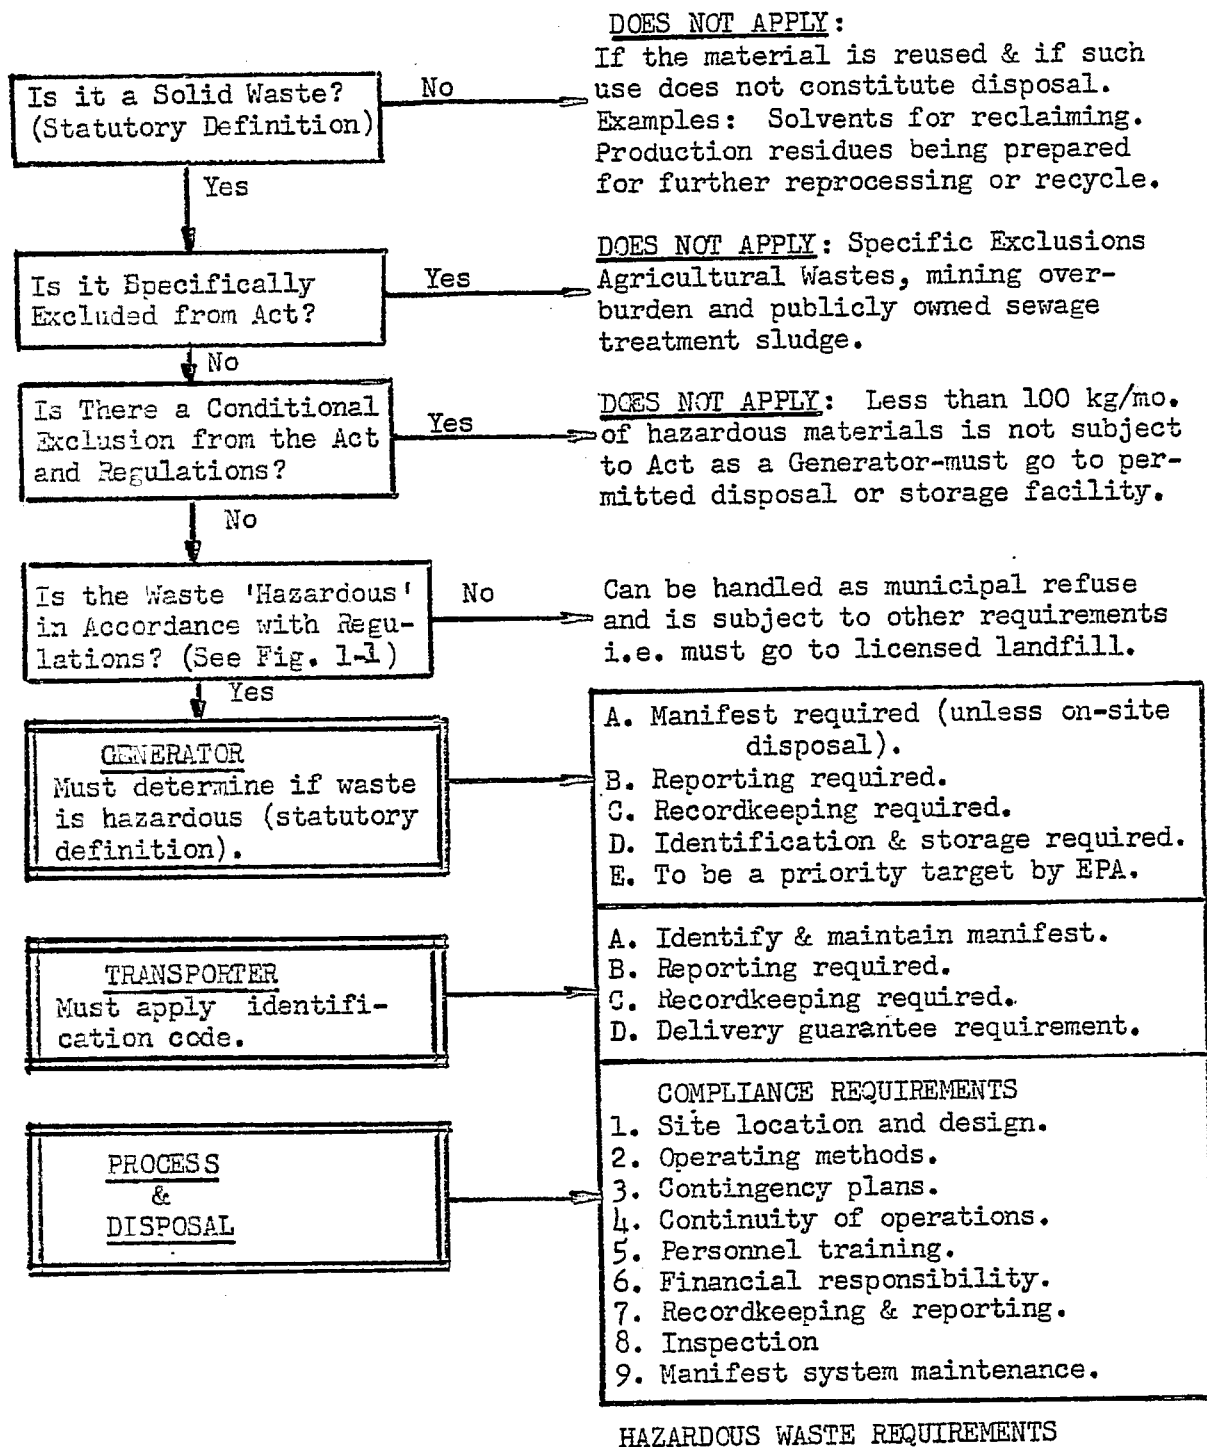 DOES NOT APPLY:
If the material is reused & if such
use does not constitute disposal.
Examples: Solvents for reclaiming.
Production residues being prepared
for further reprocessing or recycle.
Is it a Solid Waste?
(Statutory Definition)
No
Yes
DOES NOT APPLY: Specific Exclusions
Agricultural Wastes, mining over-
burden and publicly owned sewage
treatment sludge.
Is it Specifically
Excluded from Act?
Yes
No
DOES NOT APPLY: Less than 100 kg/mo.
of hazardous materials is not subject
to Act as a Generator-must go to per-
mitted disposal or storage facility.
Is There a Conditional
Exclusion from the Act
and Regulations?
Yes
No
Is the Waste 'Hazardous'
in Accordance with Regu-
lations? (See Fig. 1-1)
No
Can be handled as municipal refuse
and is subject to other requirements
i.e. must go to licensed landfill.
Yes
GENERATOR
Must determine if waste
is hazardous (statutory
definition).
A. Manifest required (unless on-site
disposal).
B. Reporting required.
C. Recordkeeping required.
D. Identification & storage required.
E. To be a priority target by EPA.
TRANSPORTER
Must apply identifi-
cation code.
A. Identify & maintain manifest.
B. Reporting required.
C. Recordkeeping required.
D. Delivery guarantee requirement.
PROCESS
&
DISPOSAL
COMPLIANCE REQUIREMENTS
1. Site location and design.
2. Operating methods.
3. Contingency plans.
4. Continuity of operations.
5. Personnel training.
6. Financial responsibility.
7. Recordkeeping & reporting.
8. Inspection
9. Manifest system maintenance.
HAZARDOUS WASTE REQUIREMENTS